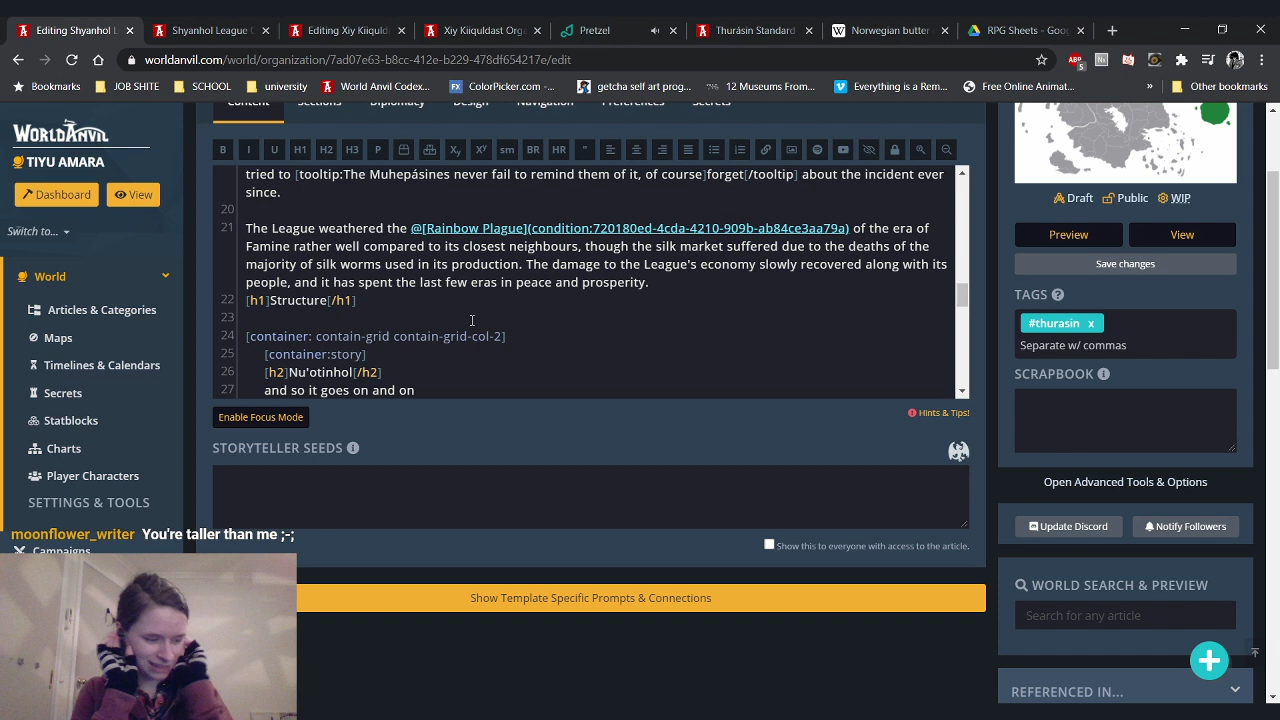 Editing Shyanhol L
Shyanhol League C
Editing Xiy Kiiquld
Xiy Kiiquldast Orga
Pretzel
Thurásin Standard
Norwegian butter
RPG Sheets - Goog
worldanvil.com/world/organization/7ad07e63-b8cc-412e-b229-478df654217e/edit
Bookmarks
JOB SHITE
SCHOOL
university
World Anvil Codex...
ColorPicker.com -...
getcha self art prog...
12 Museums From...
Everything is a Rem...
Free Online Animat...
»
Other bookmarks
WORLDANVIL
TIYU AMARA
Dashboard
View
Switch to...
World
Articles & Categories
Maps
Timelines & Calendars
Secrets
Statblocks
Charts
Player Characters
SETTINGS & TOOLS
Campaigns
moonflower_writer You're taller than me ;-;
Content
Sections
Diplomacy
Design
Navigation
Preferences
Secrets
B I U H1 H2 H3 P Xy Xy sm BR HR "
tried to [tooltip:The Muhepásines never fail to remind them of it, of course]forget[/tooltip] about the incident ever
since.
20
21 The League weathered the @[Rainbow Plague](condition:720180ed-4cda-4210-909b-ab84ce3aa79a) of the era of
Famine rather well compared to its closest neighbours, though the silk market suffered due to the deaths of the
majority of silk worms used in its production. The damage to the League's economy slowly recovered along with its
people, and it has spent the last few eras in peace and prosperity.
22 [h1]Structure[/h1]
23
24 [container: contain-grid contain-grid-col-2]
25 [container:story]
26 [h2]Nu'otinhol[/h2]
27 and so it goes on and on
Enable Focus Mode
Hints & Tips!
STORYTELLER SEEDS
Show this to everyone with access to the article.
Show Template Specific Prompts & Connections
Draft
Public
WIP
Preview
View
Save changes
TAGS
#thurasin x
Separate w/ commas
SCRAPBOOK
Open Advanced Tools & Options
Update Discord
Notify Followers
WORLD SEARCH & PREVIEW
Search for any article
REFERENCED IN...